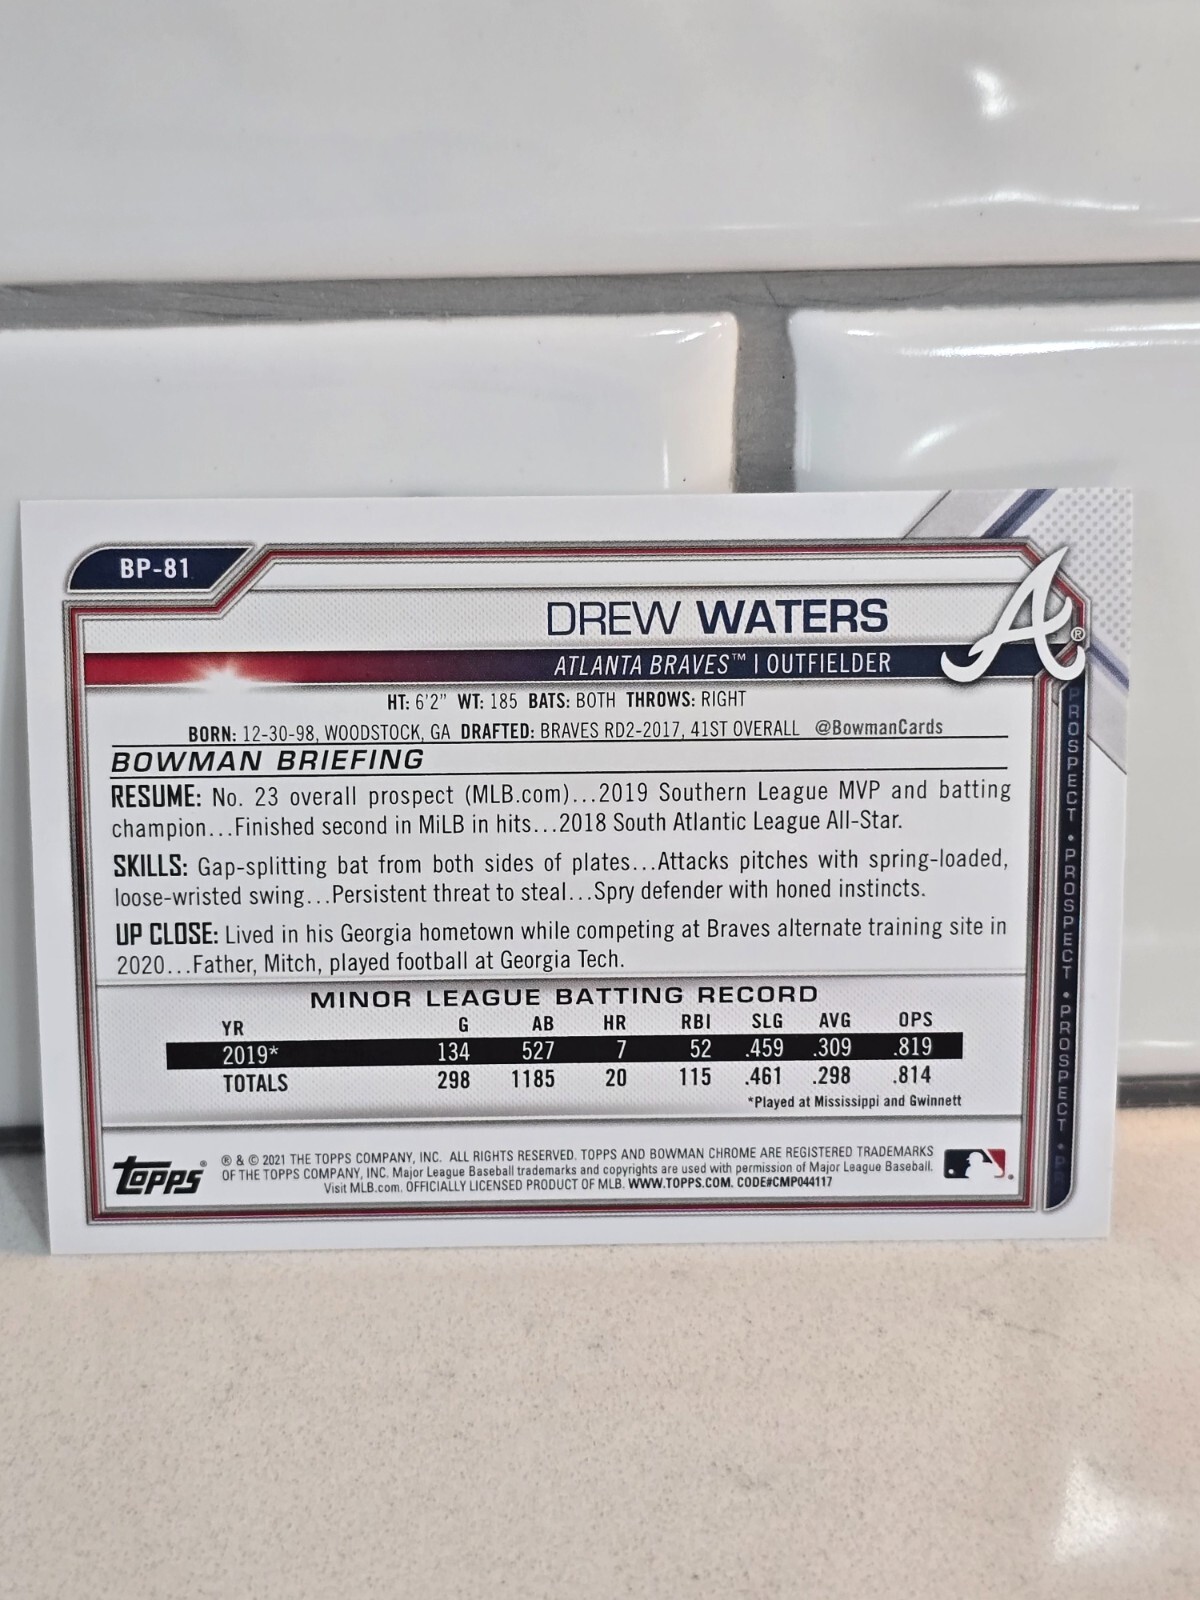 BP-81
DREW WATERS
ATLANTA BRAVES™ | OUTFIELDER
A®
HT: 6'2" WT: 185 BATS: BOTH THROWS: RIGHT
BORN: 12-30-98, WOODSTOCK, GA DRAFTED: BRAVES RD2-2017, 41ST OVERALL @BowmanCards
BOWMAN BRIEFING
RESUME: No. 23 overall prospect (MLB.com)...2019 Southern League MVP and batting
champion...Finished second in MiLB in hits...2018 South Atlantic League All-Star.
SKILLS: Gap-splitting bat from both sides of plates...Attacks pitches with spring-loaded,
loose-wristed swing...Persistent threat to steal...Spry defender with honed instincts.
UP CLOSE: Lived in his Georgia hometown while competing at Braves alternate training site in
2020...Father, Mitch, played football at Georgia Tech.
MINOR LEAGUE BATTING RECORD
YR G AB HR RBI SLG AVG OPS
2019* 134 527 7 52 .459 .309 .819
TOTALS 298 1185 20 115 .461 .298 .814
*Played at Mississippi and Gwinnett
TOPPS®
® & © 2021 THE TOPPS COMPANY, INC. ALL RIGHTS RESERVED. TOPPS AND BOWMAN CHROME ARE REGISTERED TRADEMARKS
OF THE TOPPS COMPANY, INC. Major League Baseball trademarks and copyrights are used with permission of Major League Baseball.
Visit MLB.com. OFFICIALLY LICENSED PRODUCT OF MLB. WWW.TOPPS.COM. CODE#CMP044117
PROSPECT • PROSPECT • PROSPECT • PR